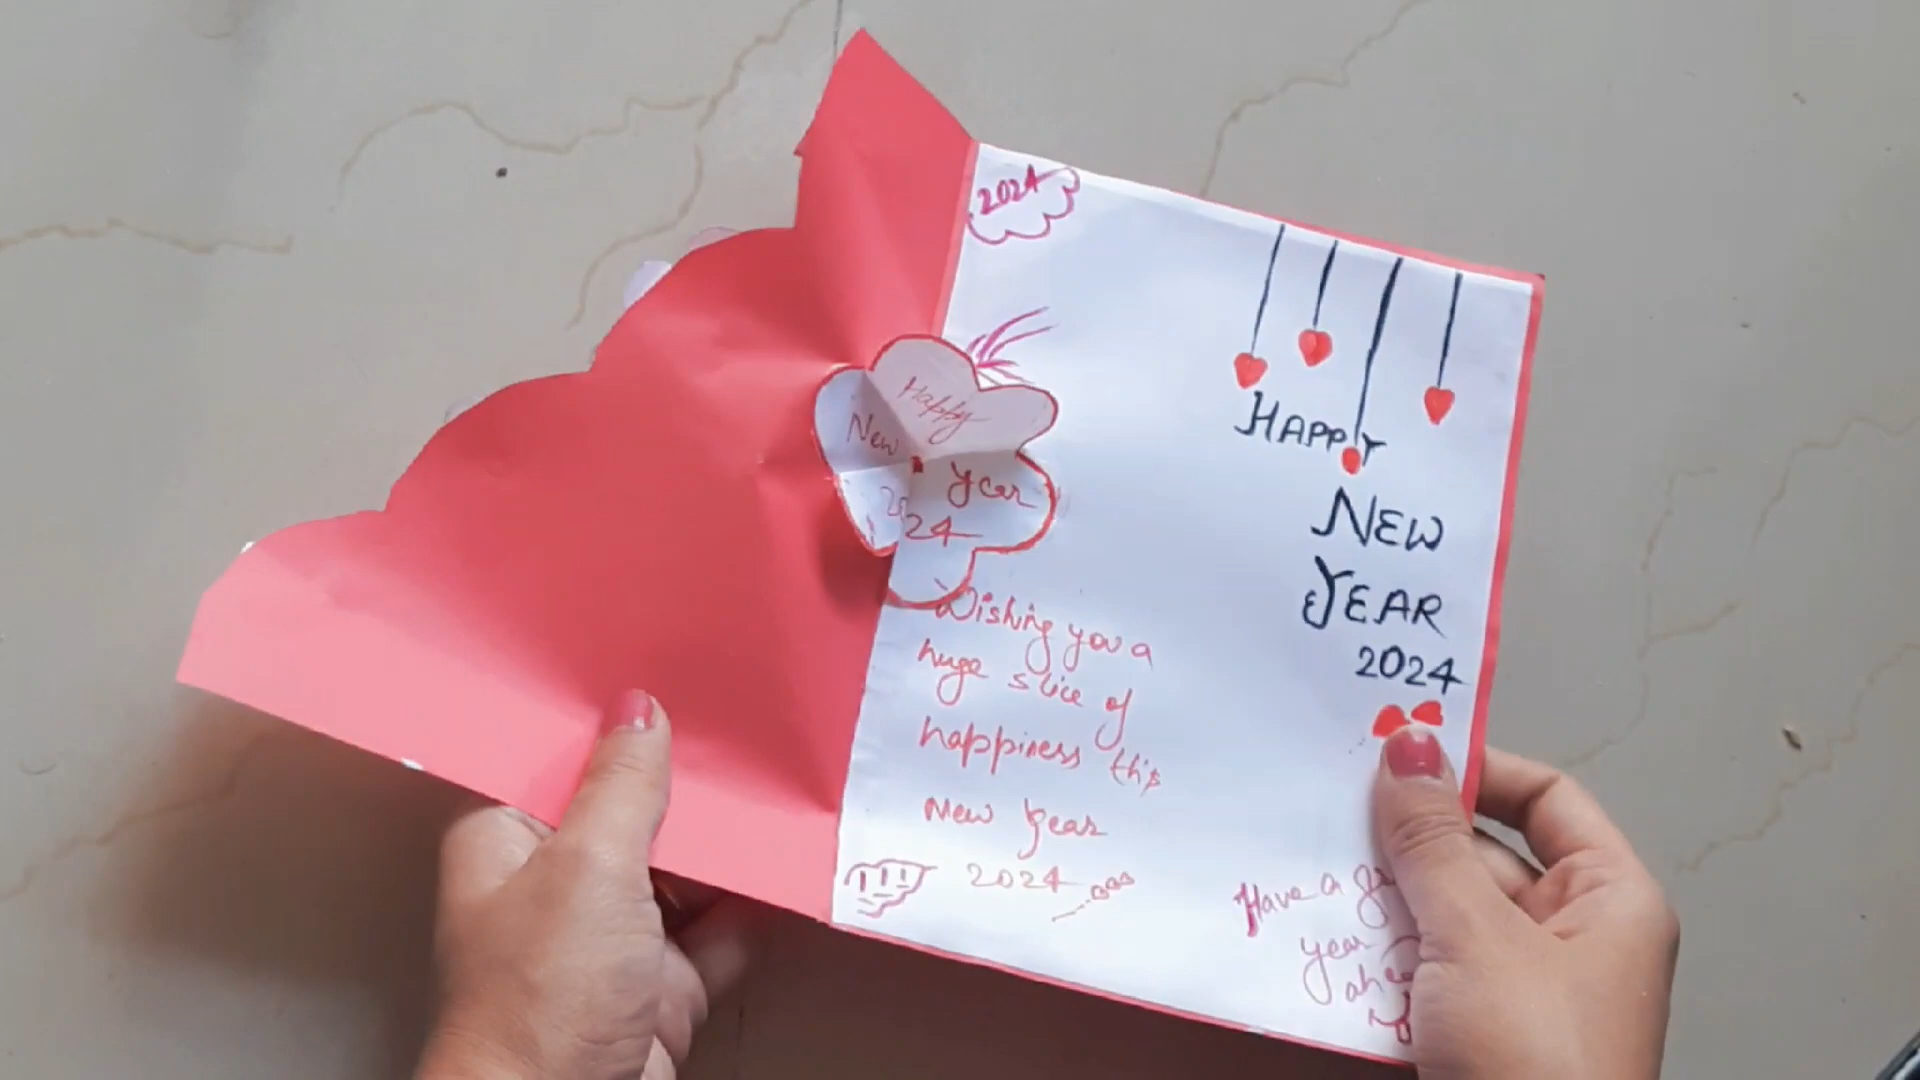 2024
Happy
New
Year
2024
Wishing you a
huge slice of
happiness this
New Year
2024
HAPPY
NEW
YEAR
2024
Have a
year